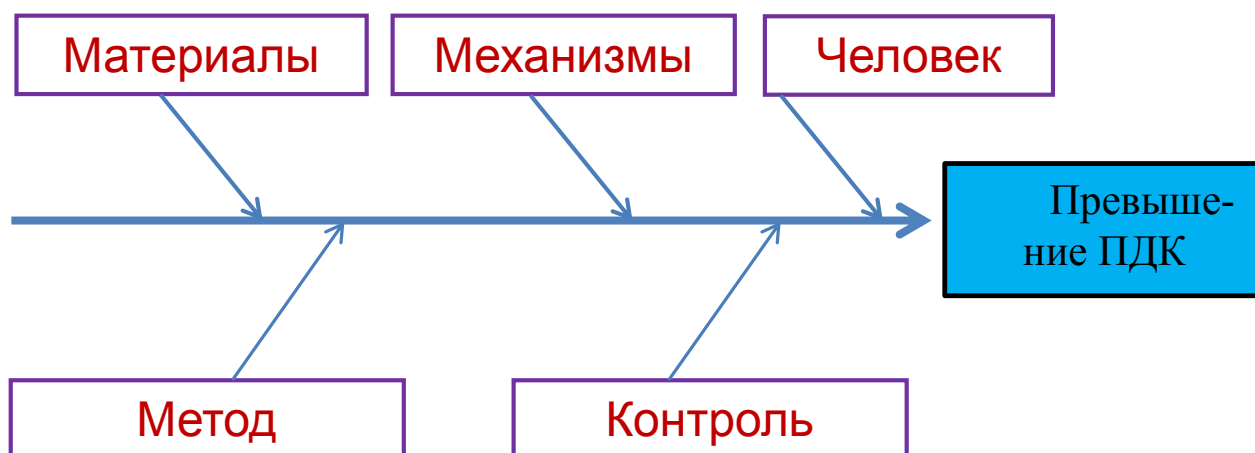 Материалы
Механизмы
Человек
Превыше-
ние ПДК
Метод
Контроль